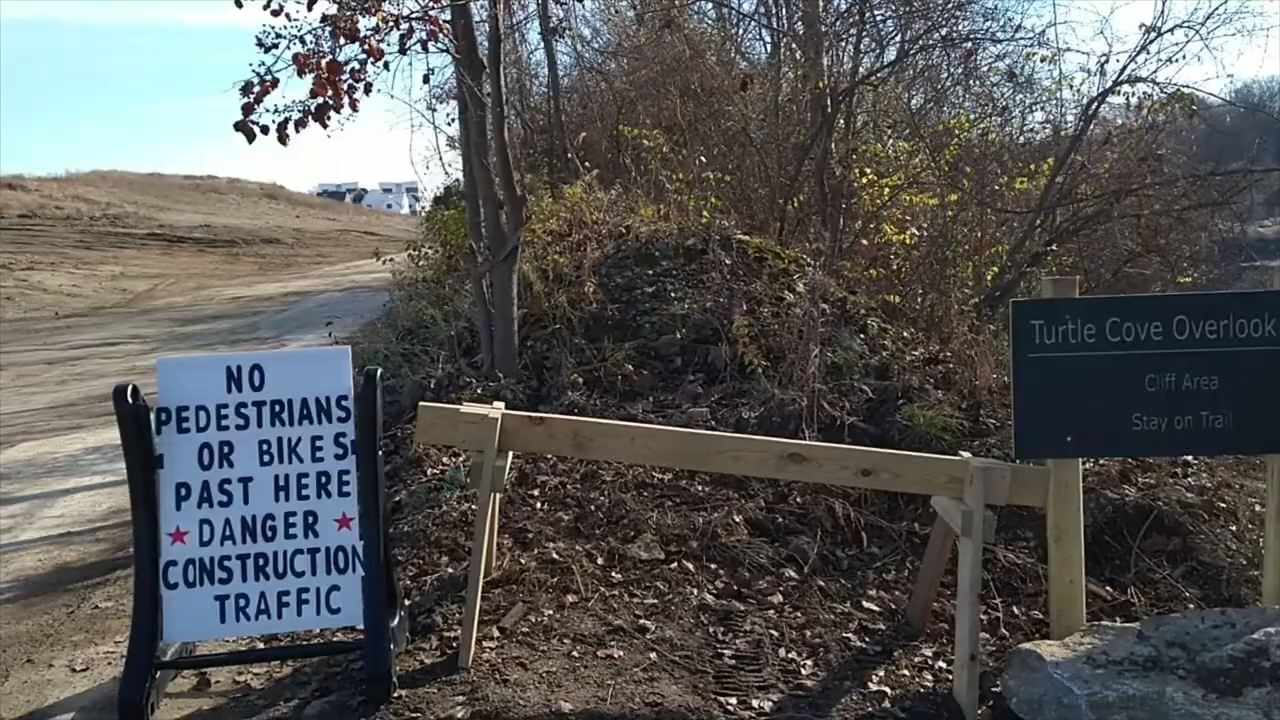 NO
PEDESTRIANS
OR BIKES
PAST HERE
DANGER
CONSTRUCTION
TRAFFIC
Turtle Cove Overlook
Cliff Area
Stay on Trail